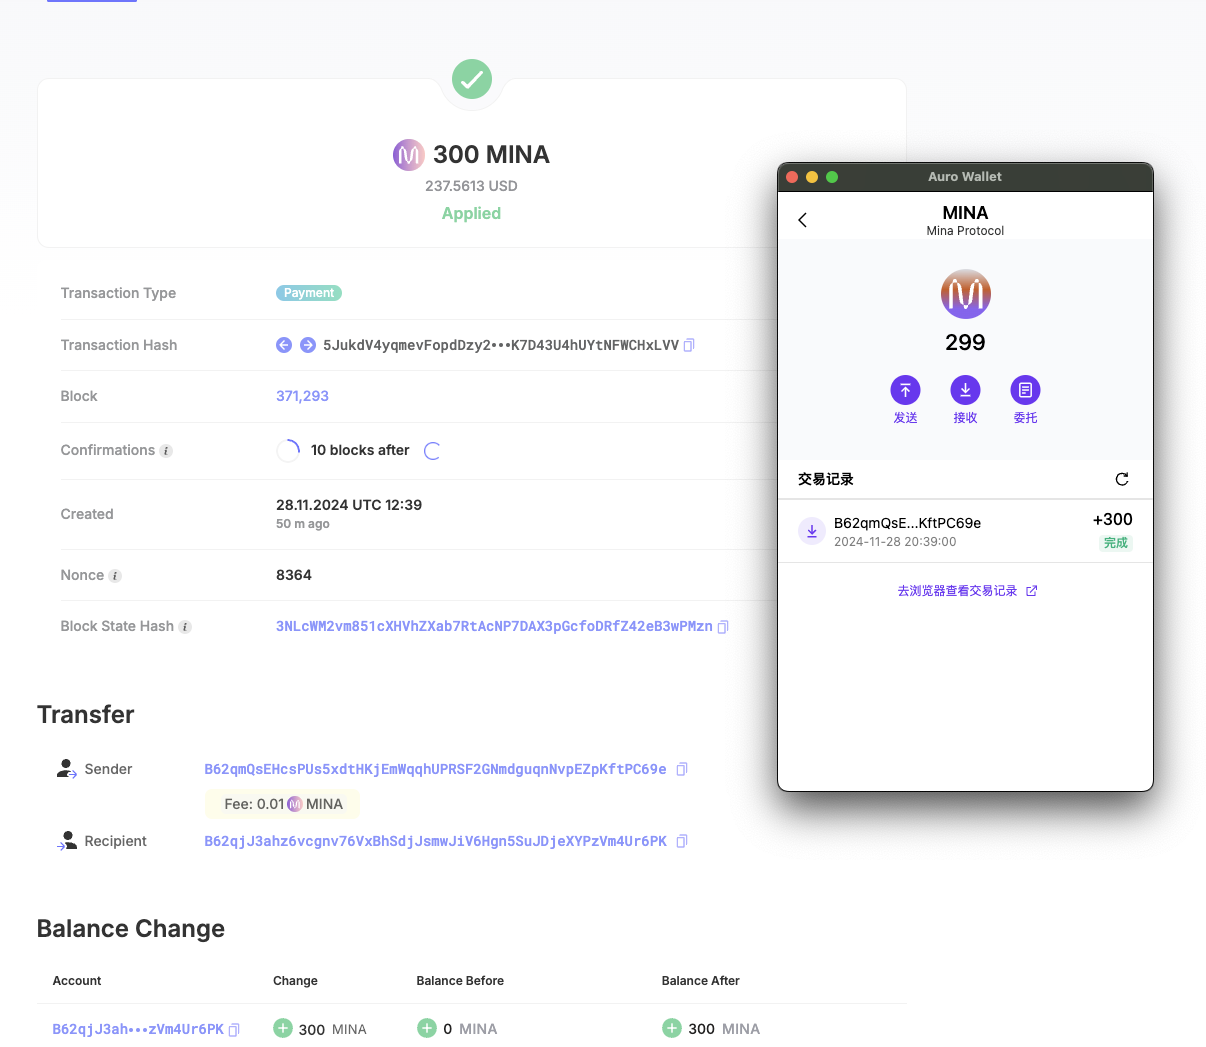 300 MINA
237.5613 USD
Applied
Transaction Type Payment
Transaction Hash 5JukdV4yqmevFopdDzy2•••K7D43U4hUYtNFWCHxLVV
Block 371,293
Confirmations i 10 blocks after
Created 28.11.2024 UTC 12:39
50 m ago
Nonce i 8364
Block State Hash i 3NLcWM2vm851cXHVhZXab7RtAcNP7DAX3pGcfoDRfZ42eB3wPMzn
Transfer
Sender B62qmQsEHcsPUs5xdtHKjEmWqqhUPRSF2GNmdguqnNvpEZpKftPC69e
Fee: 0.01 MINA
Recipient B62qjJ3ahz6vcgnv76VxBhSdjJsmwJiV6Hgn5SuJDjeXYPzVm4Ur6PK
Balance Change
Account Change Balance Before Balance After
B62qjJ3ah•••zVm4Ur6PK 300 MINA 0 MINA 300 MINA
Auro Wallet
MINA
Mina Protocol
299
发送 接收 委托
交易记录
B62qmQsE...KftPC69e +300
2024-11-28 20:39:00 完成
去浏览器查看交易记录